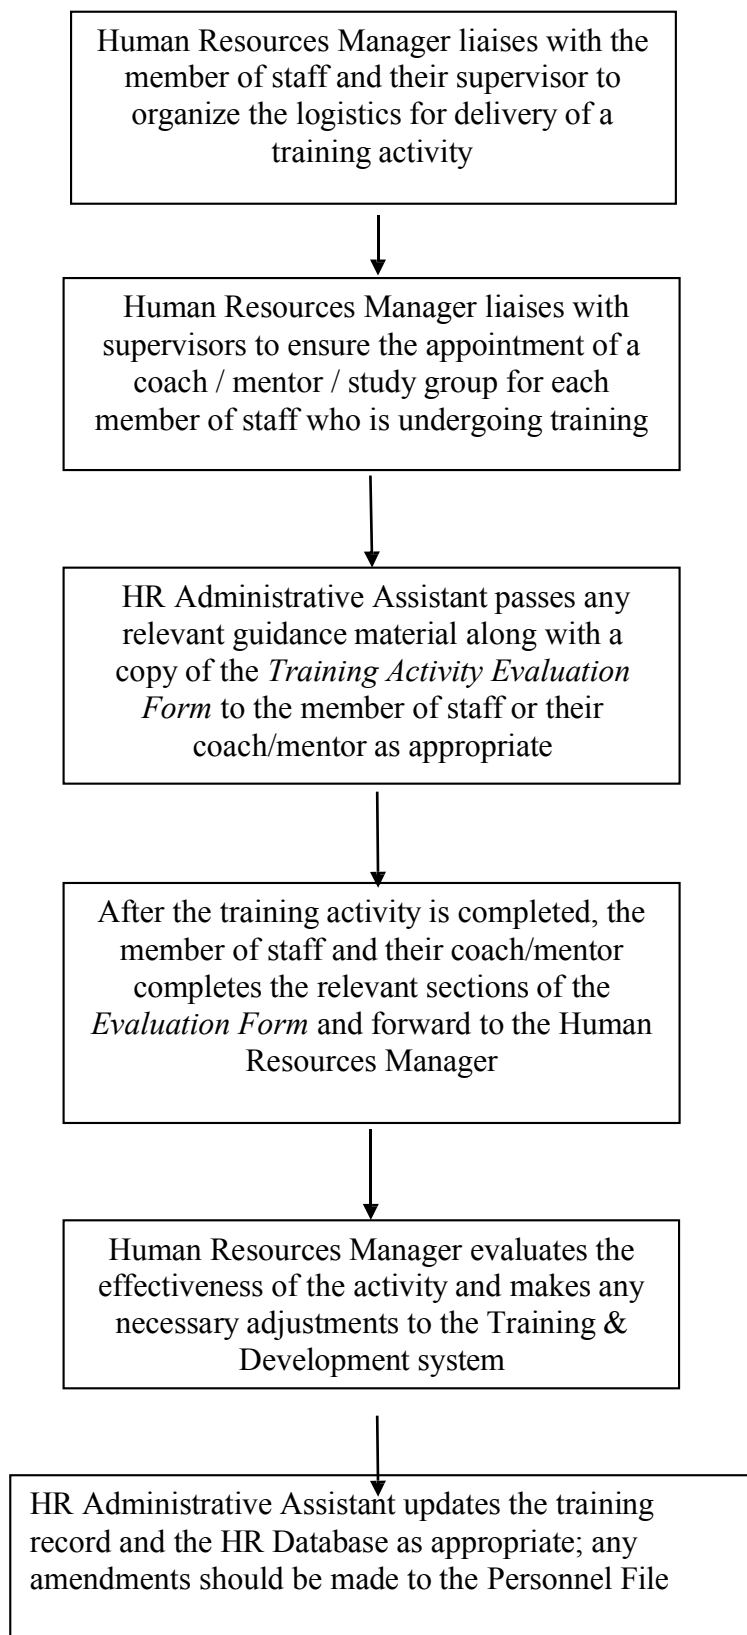 Human Resources Manager liaises with the
member of staff and their supervisor to
organize the logistics for delivery of a
training activity
Human Resources Manager liaises with
supervisors to ensure the appointment of a
coach / mentor / study group for each
member of staff who is undergoing training
HR Administrative Assistant passes any
relevant guidance material along with a
copy of the Training Activity Evaluation
Form to the member of staff or their
coach/mentor as appropriate
After the training activity is completed, the
member of staff and their coach/mentor
completes the relevant sections of the
Evaluation Form and forward to the Human
Resources Manager
Human Resources Manager evaluates the
effectiveness of the activity and makes any
necessary adjustments to the Training &
Development system
HR Administrative Assistant updates the training
record and the HR Database as appropriate; any
amendments should be made to the Personnel File